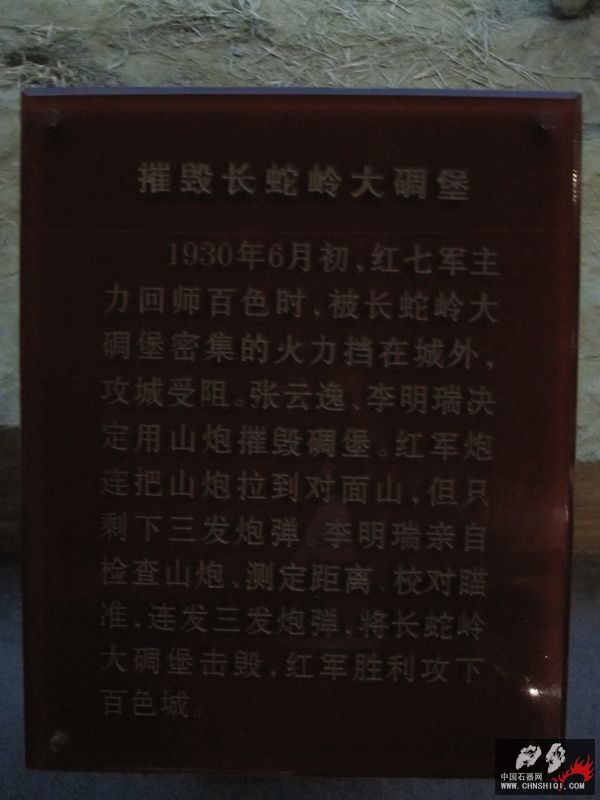 摧毁长蛇岭大碉堡
1930年6月初,红七军主
力回师百色时,被长蛇岭大
碉堡密集的火力挡在城外,
攻城受阻。张云逸、李明瑞决
定用山炮摧毁碉堡。红军炮
连把山炮拉到对面山,但只
剩下三发炮弹。李明瑞亲自
检查山炮、测定距离、校对瞄
准,连发三发炮弹,将长蛇岭
大碉堡击毁,红军胜利攻下
百色城。
中国石器网
WWW.CHNSHIQI.COM